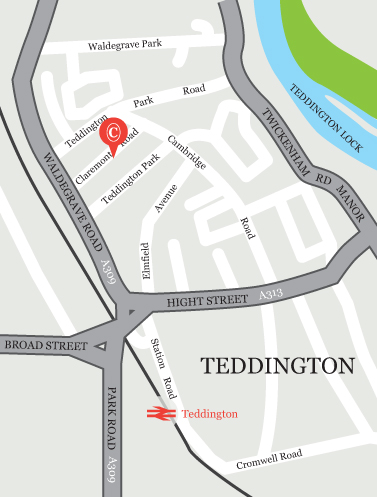 Waldegrave Park
TEDDINGTON LOCK
Teddington Park Road
Claremont Road
©
Teddington Park
Cambridge Road
TWICKENHAM RD
MANOR
WALDEGRAVE ROAD A309
Elmfield Avenue
HIGHT STREET A313
BROAD STREET
Station Road
TEDDINGTON
PARK ROAD A309
Teddington
Cromwell Road